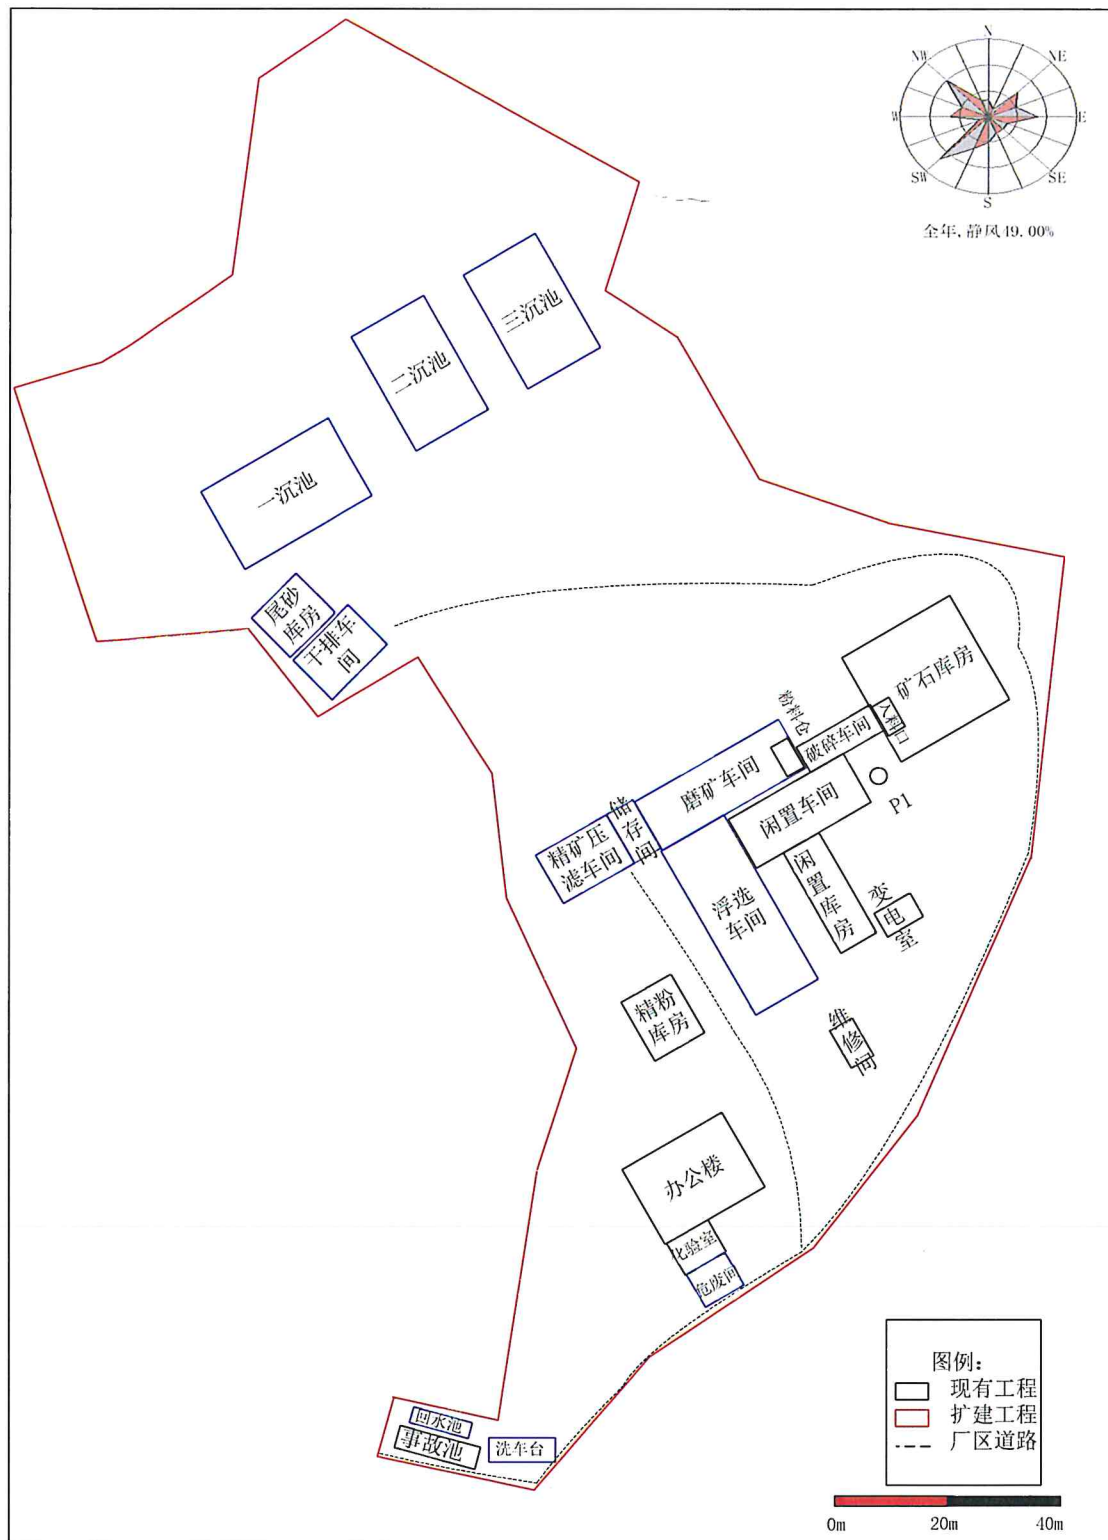 N
NW
NE
W
E
SW
SE
S
全年,静风49.00%
三沉池
二沉池
一沉池
尾砂
库房
干排车
间
矿石库房
入料口
粉料仓
破碎车间
磨矿车间
闲置车间
P1
储存间
精矿压
滤车间
闲置库房
浮选
车间
变电室
精粉
库房
维修间
办公楼
化验室
危废间
回水池
事故池
洗车台
图例:
现有工程
扩建工程
厂区道路
0m
20m
40m